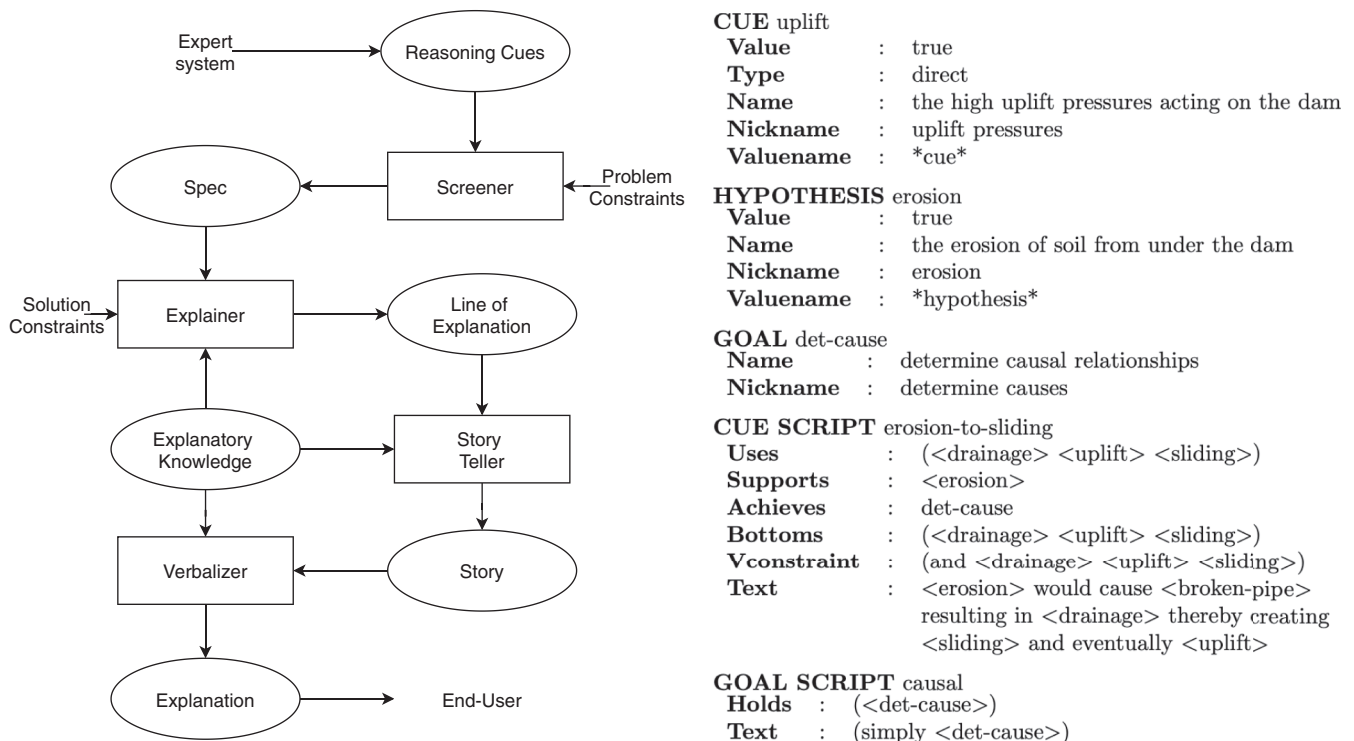 Expert
system
Reasoning Cues
Spec
Screener
Problem
Constraints
Solution
Constraints
Explainer
Line of
Explanation
Explanatory
Knowledge
Story
Teller
Verbalizer
Story
Explanation
End-User
CUE uplift
Value : true
Type : direct
Name : the high uplift pressures acting on the dam
Nickname : uplift pressures
Valuename : *cue*
HYPOTHESIS erosion
Value : true
Name : the erosion of soil from under the dam
Nickname : erosion
Valuename : *hypothesis*
GOAL det-cause
Name : determine causal relationships
Nickname : determine causes
CUE SCRIPT erosion-to-sliding
Uses : (<drainage> <uplift> <sliding>)
Supports : <erosion>
Achieves : det-cause
Bottoms : (<drainage> <uplift> <sliding>)
Vconstraint : (and <drainage> <uplift> <sliding>)
Text : <erosion> would cause <broken-pipe>
resulting in <drainage> thereby creating
<sliding> and eventually <uplift>
GOAL SCRIPT causal
Holds : (<det-cause>)
Text : (simply <det-cause>)